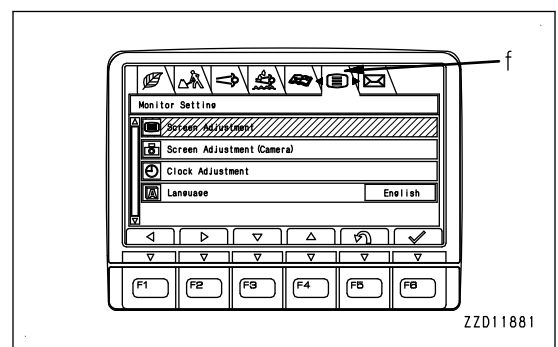 f
Monitor Setting
Screen Adjustment
Screen Adjustment (Camera)
Clock Adjustment
A Language English
F1 F2 F3 F4 F5 F6
ZZD11881